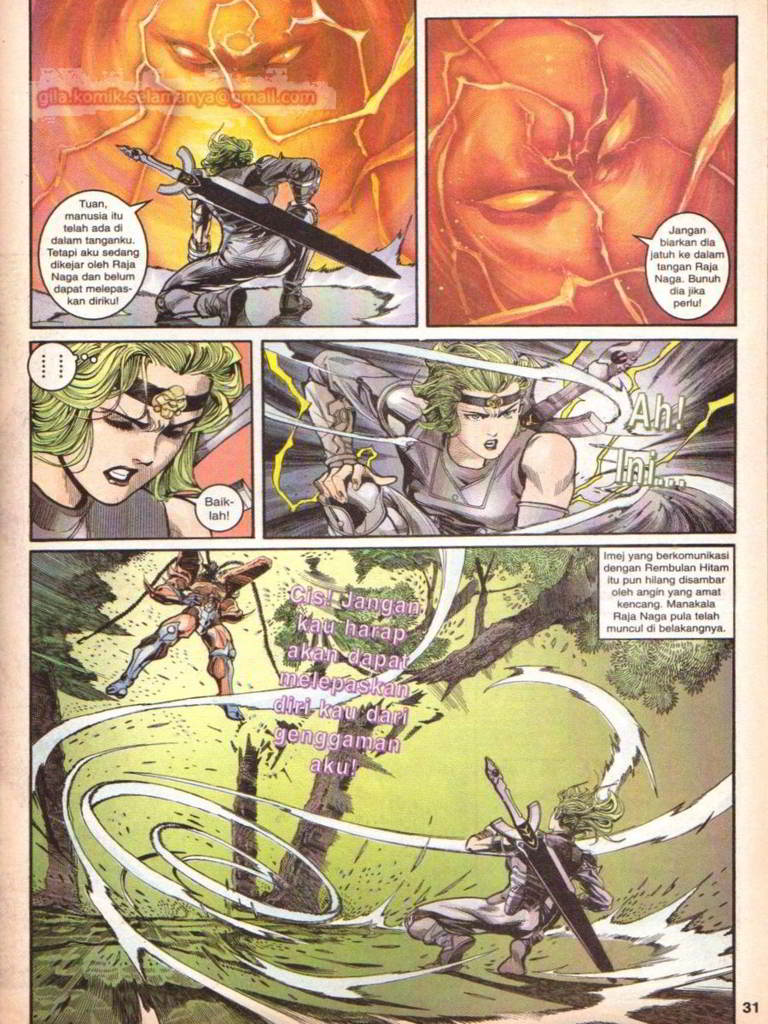 gila.komik.selamanya@gmail.com
Tuan,
manusia itu
telah ada di
dalam tanganku.
Tetapi aku sedang
dikejar oleh Raja
Naga dan belum
dapat melepas-
kan diriku!
Jangan
biarkan dia
jatuh ke dalam
tangan Raja
Naga. Bunuh
dia jika
perlu!
Baik-
lah!
Ah!
Ini...
Imej yang berkomunikasi
dengan Rembulan Hitam
itu pun hilang disambar
oleh angin yang amat
kencang. Manakala
Raja Naga pula telah
muncul di belakangnya.
Cis! Jangan
kau harap
akan dapat
melepaskan
diri kau dari
genggaman
aku!
31